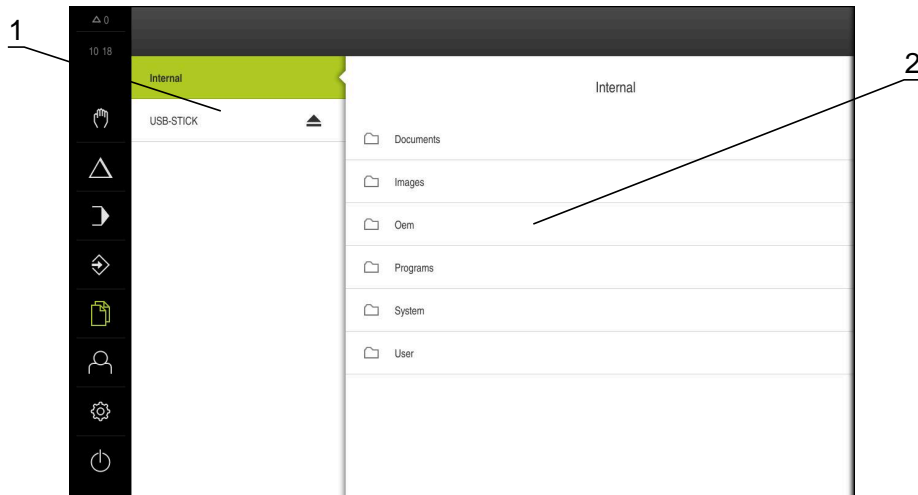 1
0
10 18
Internal
USB-STICK
Internal
2
Documents
Images
Oem
Programs
System
User